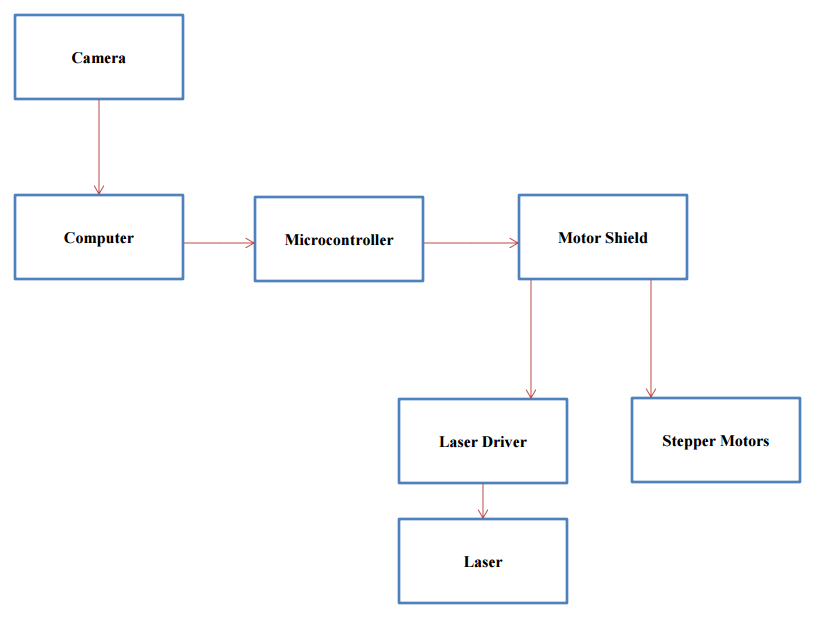 Camera
Computer
Microcontroller
Motor Shield
Laser Driver
Stepper Motors
Laser